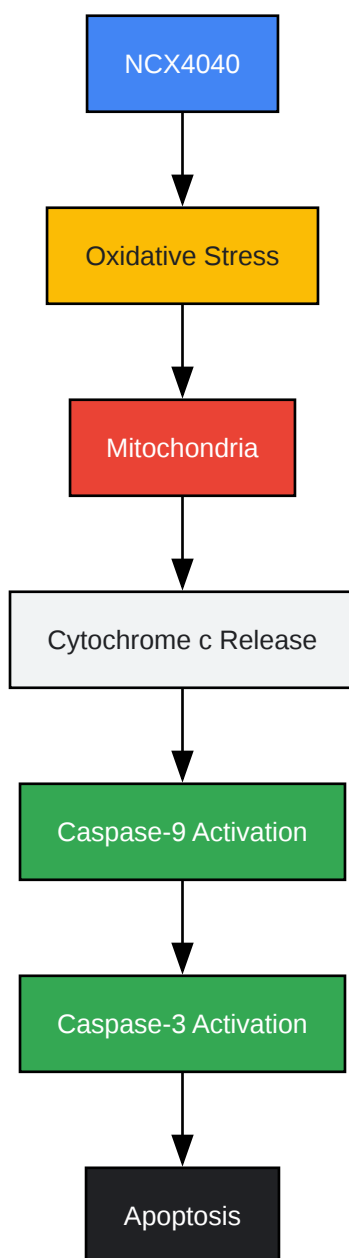 NCX4040
Oxidative Stress
Mitochondria
Cytochrome c Release
Caspase-9 Activation
Caspase-3 Activation
Apoptosis